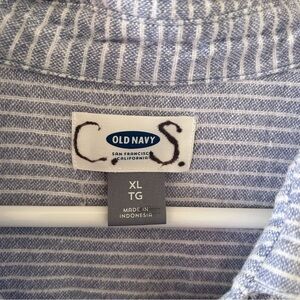 C. S.
OLD NAVY
SAN FRANCISCO
CALIFORNIA
XL
TG
MADE IN
INDONESIA